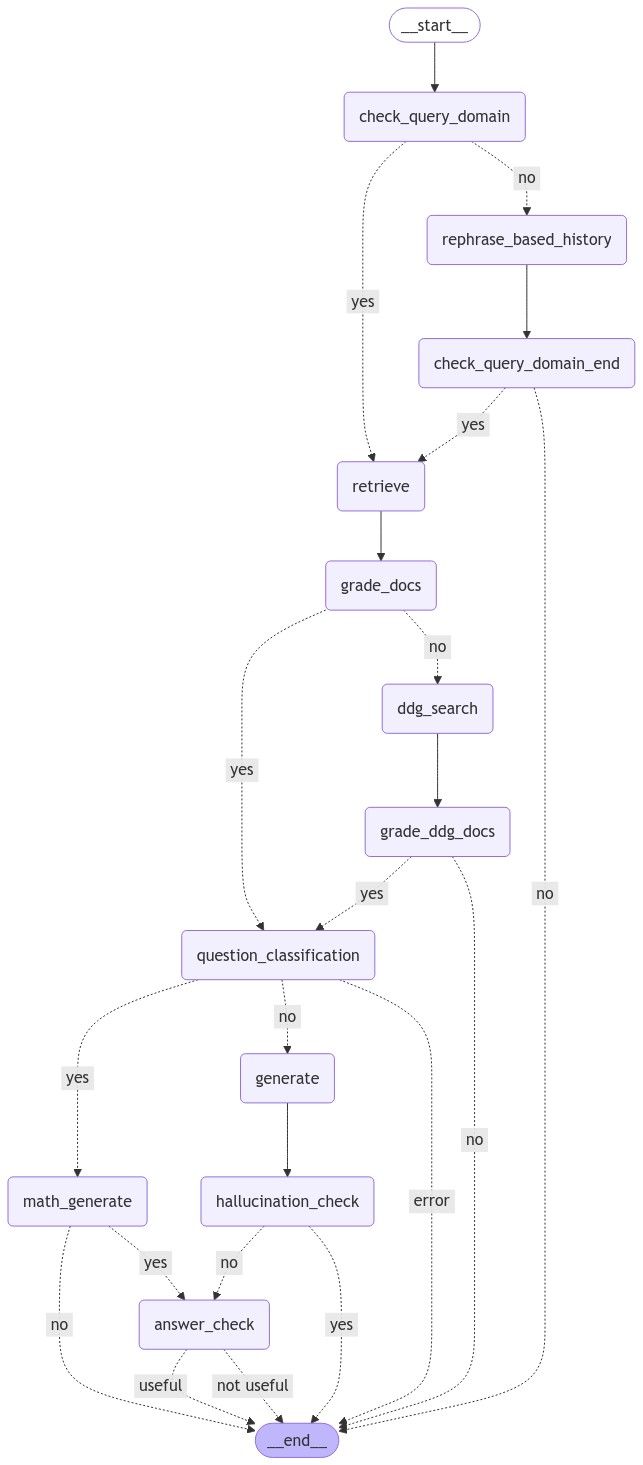 __start__
check_query_domain
no
rephrase_based_history
yes
check_query_domain_end
yes
retrieve
grade_docs
no
ddg_search
yes
grade_ddg_docs
yes
no
question_classification
no
yes
generate
no
math_generate
hallucination_check
error
yes
no
no
answer_check
yes
useful
not useful
__end__